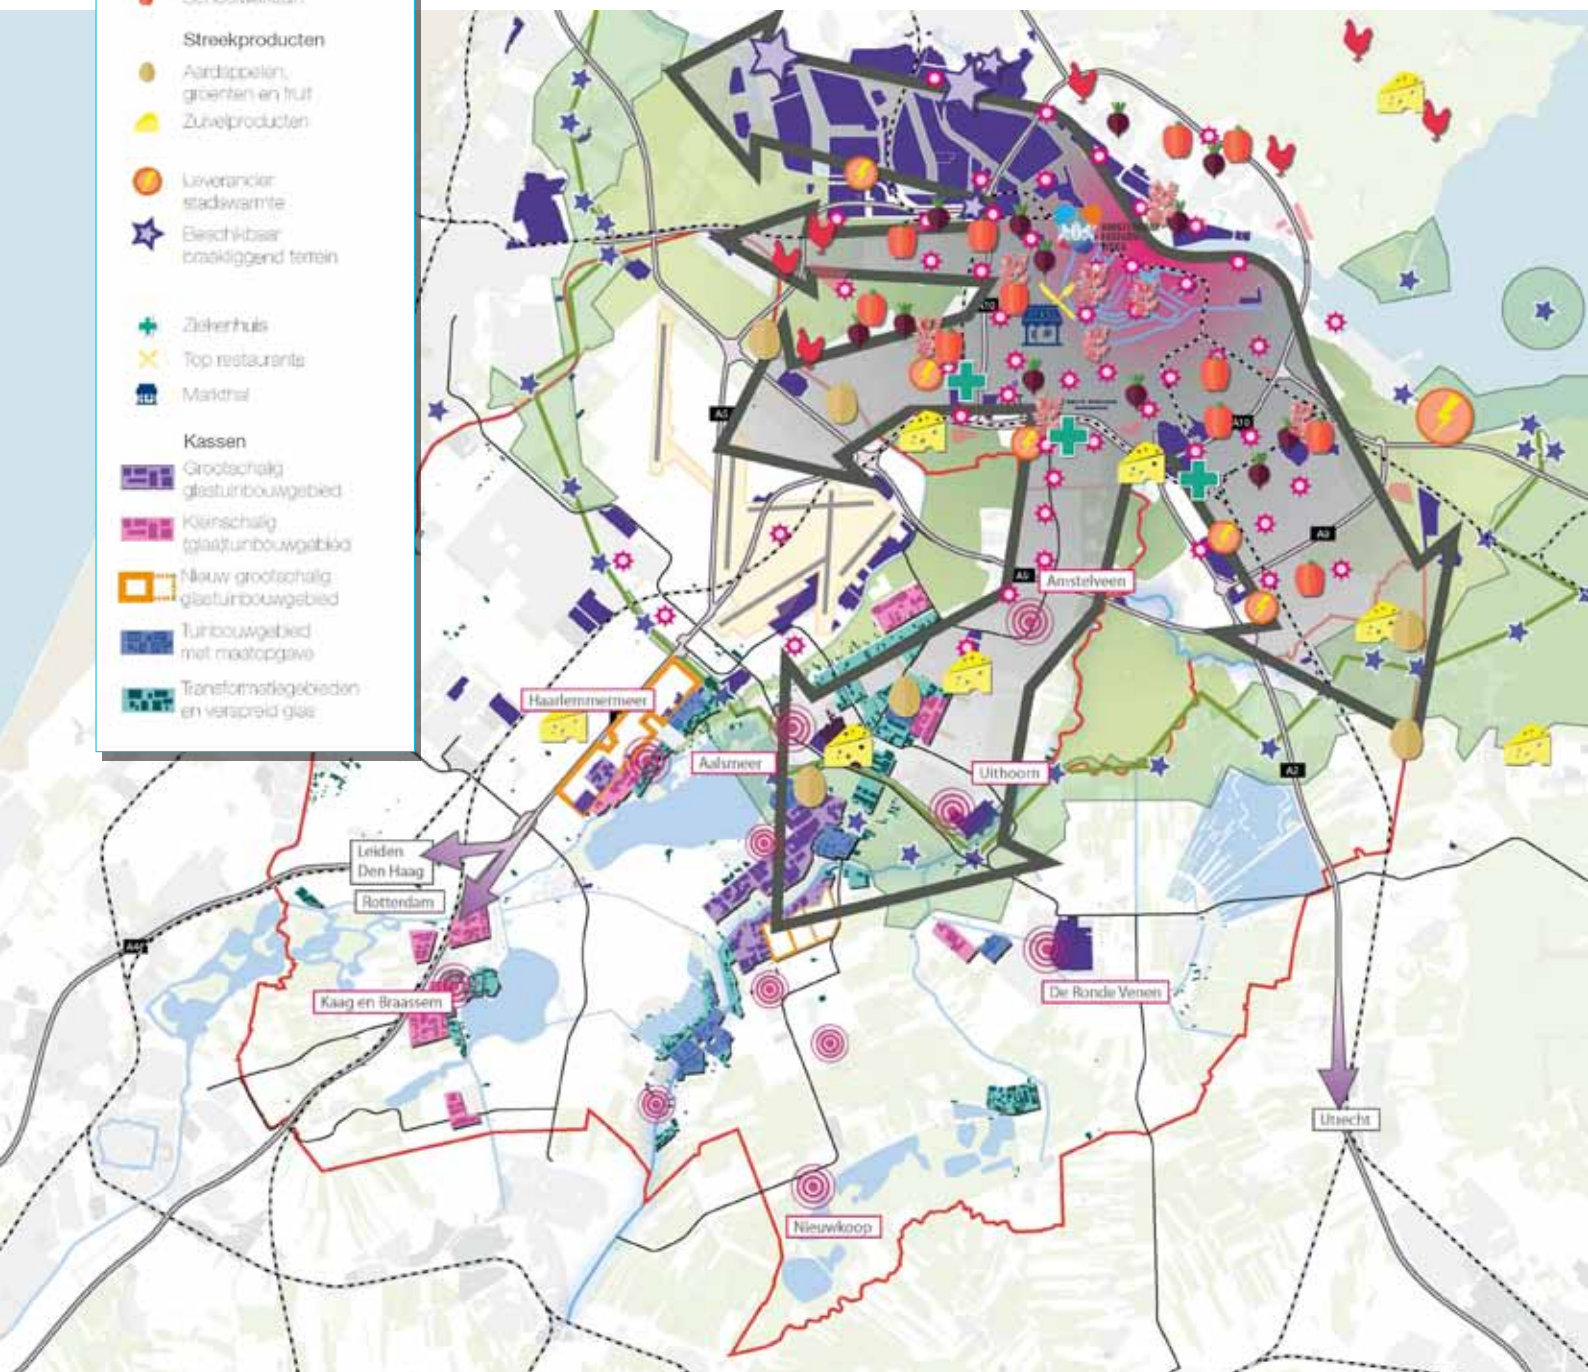 Streekproducten
Aardappelen,
groenten en fruit
Zuivelproducten
Leverancier
stadswarmte
Beschikbaar
braakliggend terrein
Ziekenhuis
Top restaurants
Markthal
Kassen
Grootschalig
glastuinbouwgebied
Kleinschalig
(glas)tuinbouwgebied
Nieuw grootschalig
glastuinbouwgebied
Tuinbouwgebied
met maatopgave
Transformatiegebieden
en verspreid glas
A10
A5
A10
A9
A9
Amstelveen
Haarlemmermeer
Aalsmeer
Uithoorn
A2
Leiden
Den Haag
Rotterdam
A44
Kaag en Braassem
De Ronde Venen
Utrecht
Nieuwkoop